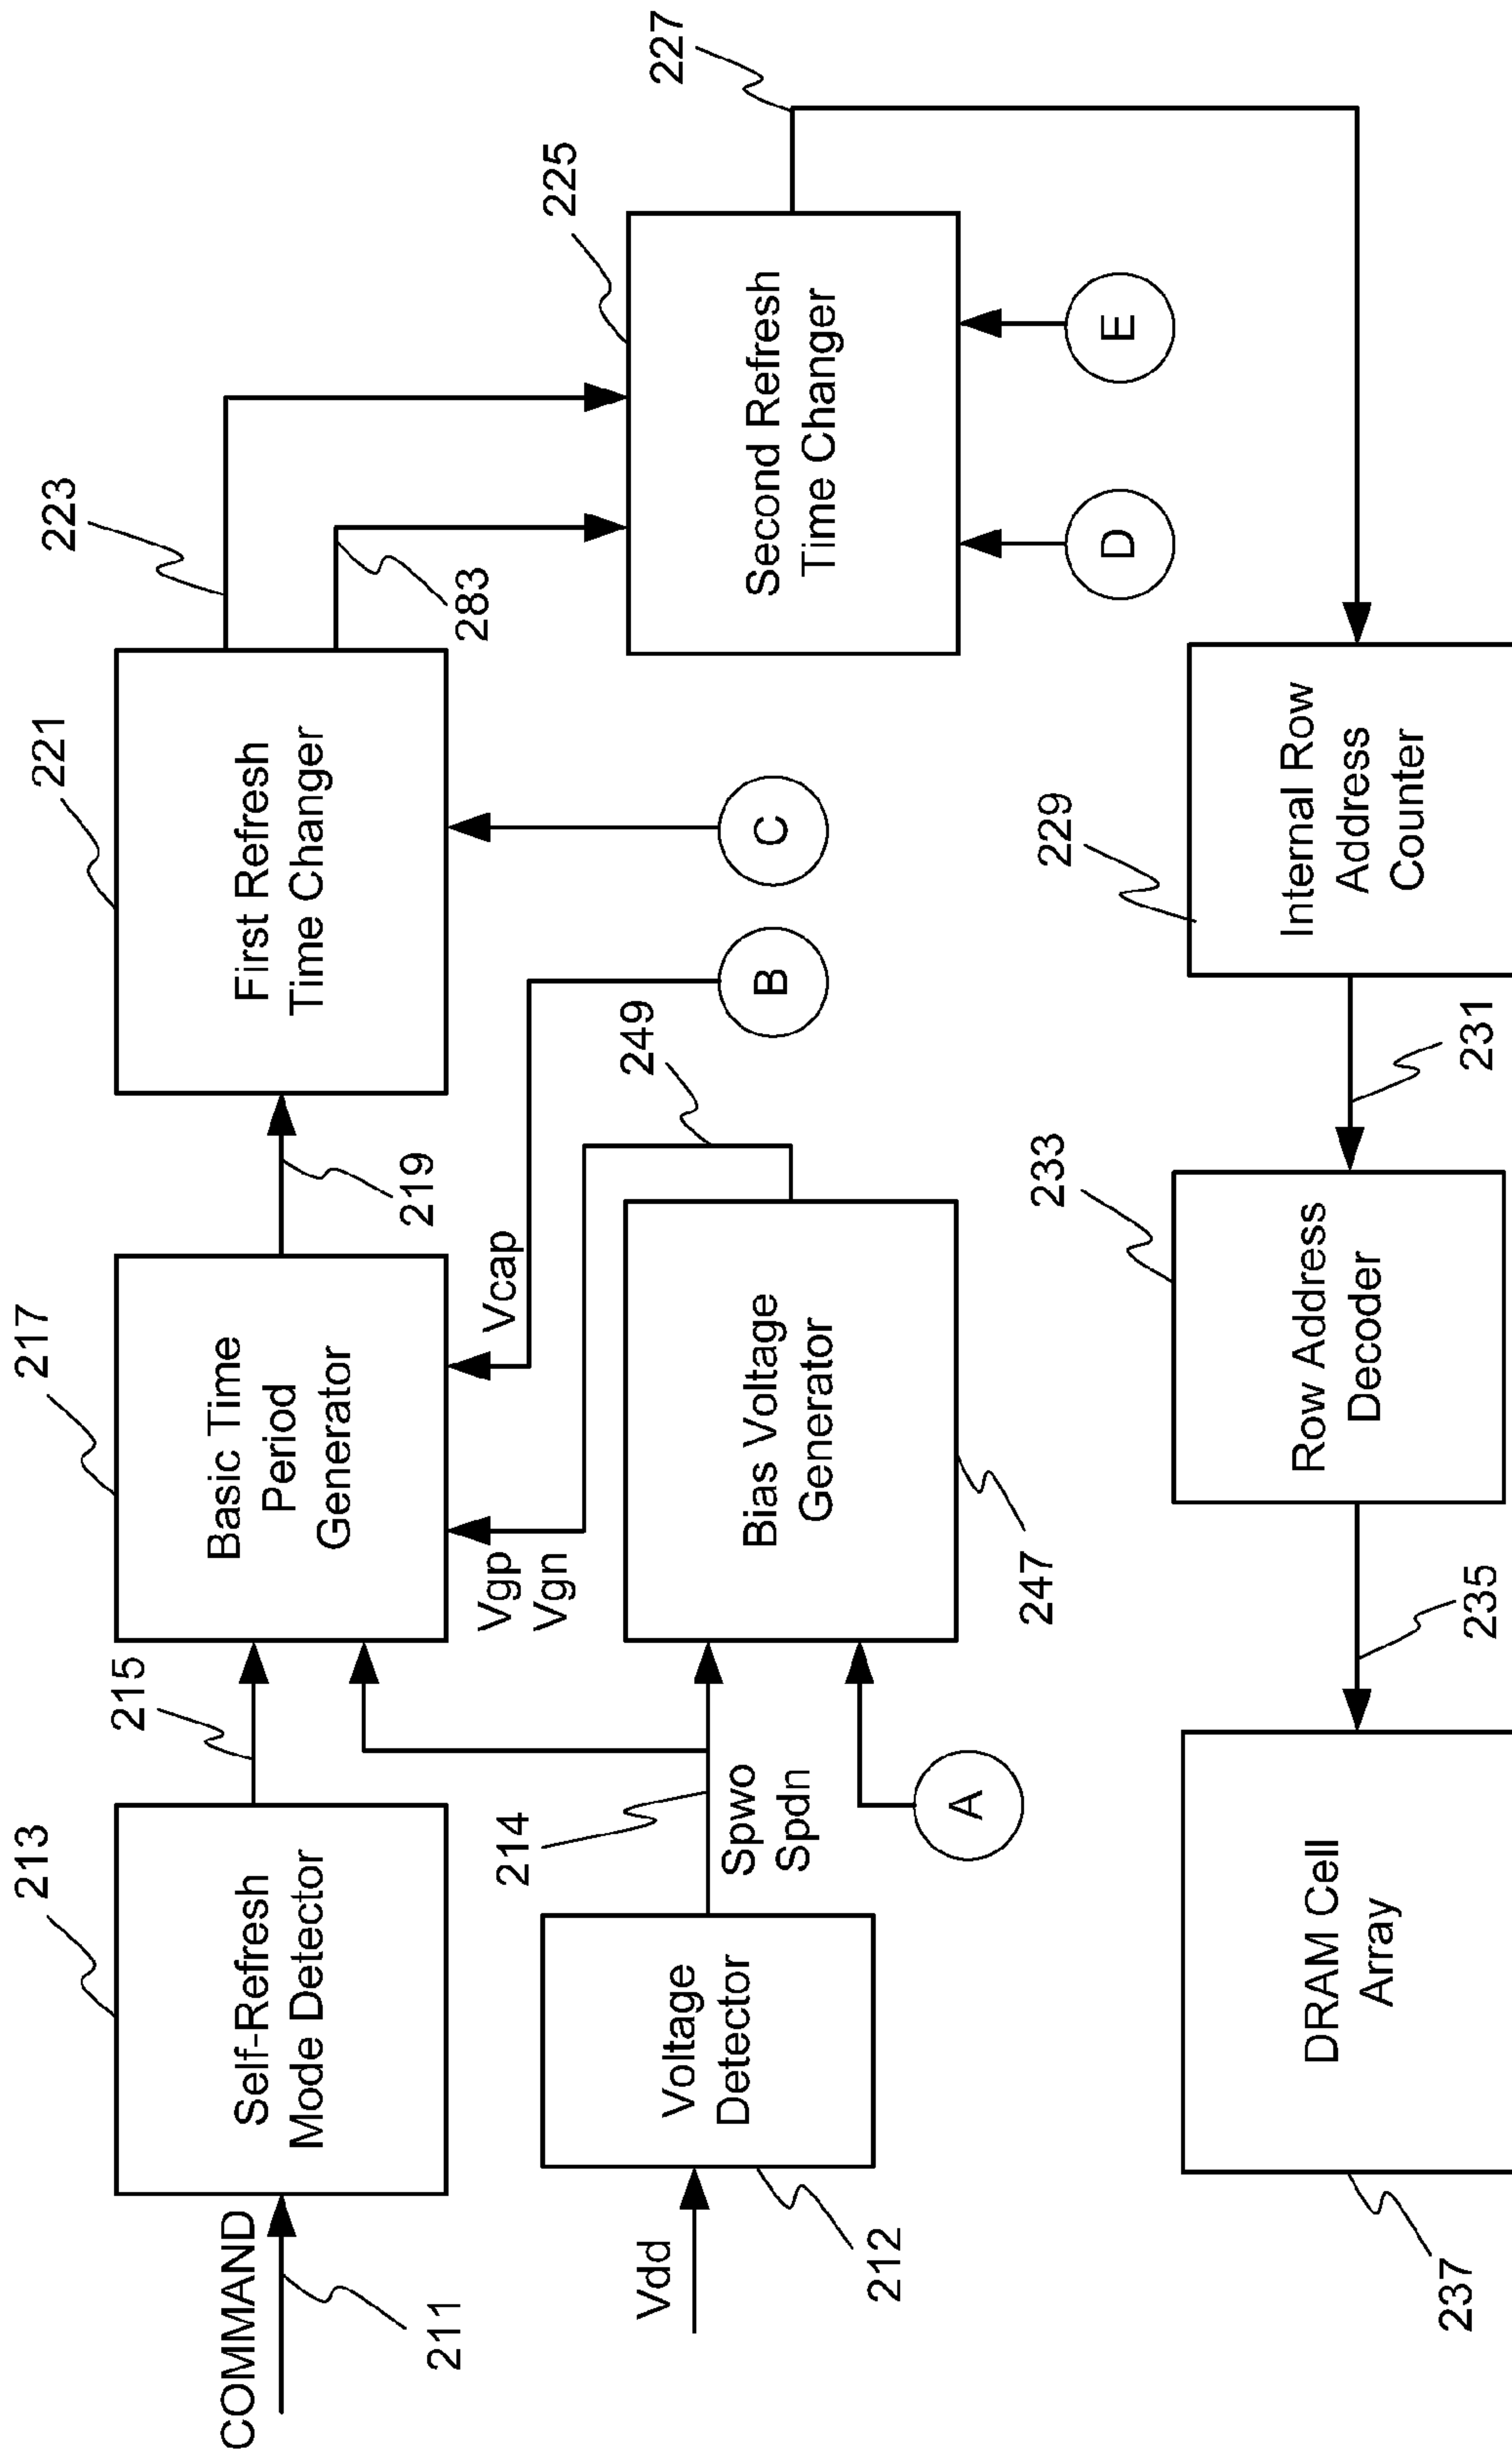 COMMAND
211
213
Self-Refresh
Mode Detector
215
217
Basic Time
Period
Generator
219
221
First Refresh
Time Changer
223
283
225
Second Refresh
Time Changer
227
Vdd
212
Voltage
Detector
214
Spwo
Spdn
A
Vgp
Vgn
Vcap
Bias Voltage
Generator
247
249
B
C
D
E
237
DRAM Cell
Array
235
233
Row Address
Decoder
231
229
Internal Row
Address
Counter